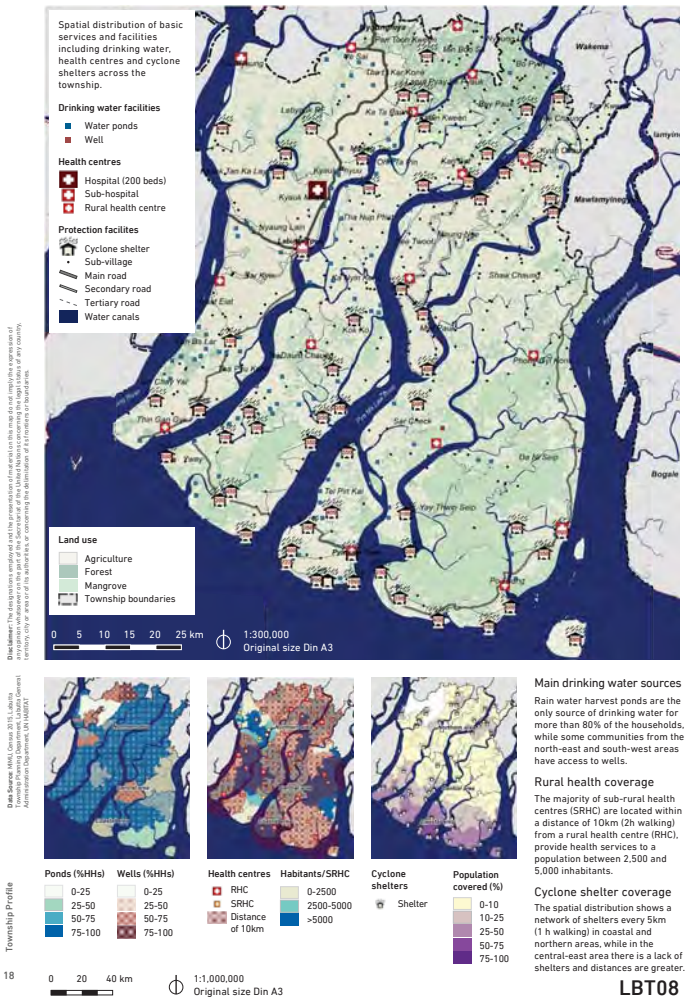 Spatial distribution of basic
services and facilities
including drinking water,
health centres and cyclone
shelters across the
township.
Drinking water facilities
Water ponds
Well
Health centres
Hospital (200 beds)
Sub-hospital
Rural health centre
Protection facilites
Cyclone shelter
Sub-village
Main road
Secondary road
Tertiary road
Water canals
Wakema
Mawlamyinegyun
Bogale
Kyauk Tan Ka Lay
Nyaung Lain
Kok Ko
Sar Check
Da Ni Seip
Tei Pin Kai
Yay Thwin Seip
Land use
Agriculture
Forest
Mangrove
Township boundaries
0 5 10 15 20 25 km
1:300,000
Original size Din A3
Disclaimer: The designations employed and the presentation of material on this map do not imply the expression of
any opinion whatsoever on the part of the Secretariat of the United Nations concerning the legal status of any country,
territory, city or area or of its authorities, or concerning the delimitation of its frontiers or boundaries
Data Source: MIMU, Census 2015, Labutta
Township Planning Department, Labutta General
Administration Department, UN HABITAT
Main drinking water sources
Rain water harvest ponds are the
only source of drinking water for
more than 80% of the households,
while some communities from the
north-east and south-west areas
have access to wells.
Rural health coverage
The majority of sub-rural health
centres (SRHC) are located within
a distance of 10km (2h walking)
from a rural health centre (RHC),
provide health services to a
population between 2,500 and
5,000 inhabitants.
Cyclone shelter coverage
The spatial distribution shows a
network of shelters every 5km
(1 h walking) in coastal and
northern areas, while in the
central-east area there is a lack of
shelters and distances are greater.
Ponds (%HHs)
0-25
25-50
50-75
75-100
Wells (%HHs)
0-25
25-50
50-75
75-100
Health centres
RHC
SRHC
Distance
of 10km
Habitants/SRHC
0-2500
2500-5000
>5000
Cyclone
shelters
Shelter
Population
covered (%)
0-10
10-25
25-50
50-75
75-100
Township Profile
18
0 20 40 km
1:1,000,000
Original size Din A3
LBT08